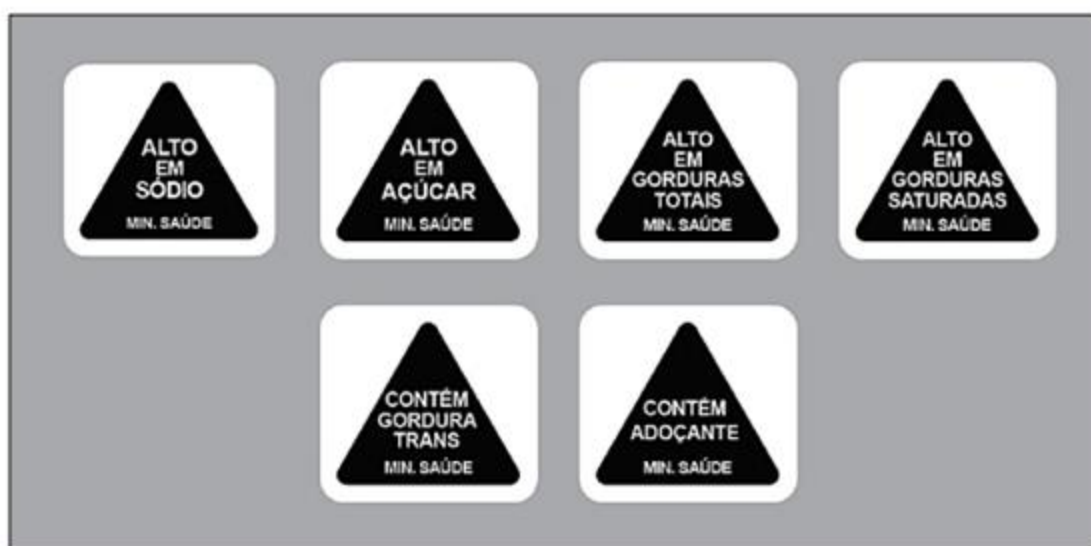 ALTO
EM
SÓDIO
MIN. SAÚDE
ALTO
EM
AÇÚCAR
MIN. SAÚDE
ALTO
EM
GORDURAS
TOTAIS
MIN. SAÚDE
ALTO
EM
GORDURAS
SATURADAS
MIN. SAÚDE
CONTÉM
GORDURA
TRANS
MIN. SAÚDE
CONTÉM
ADOÇANTE
MIN. SAÚDE